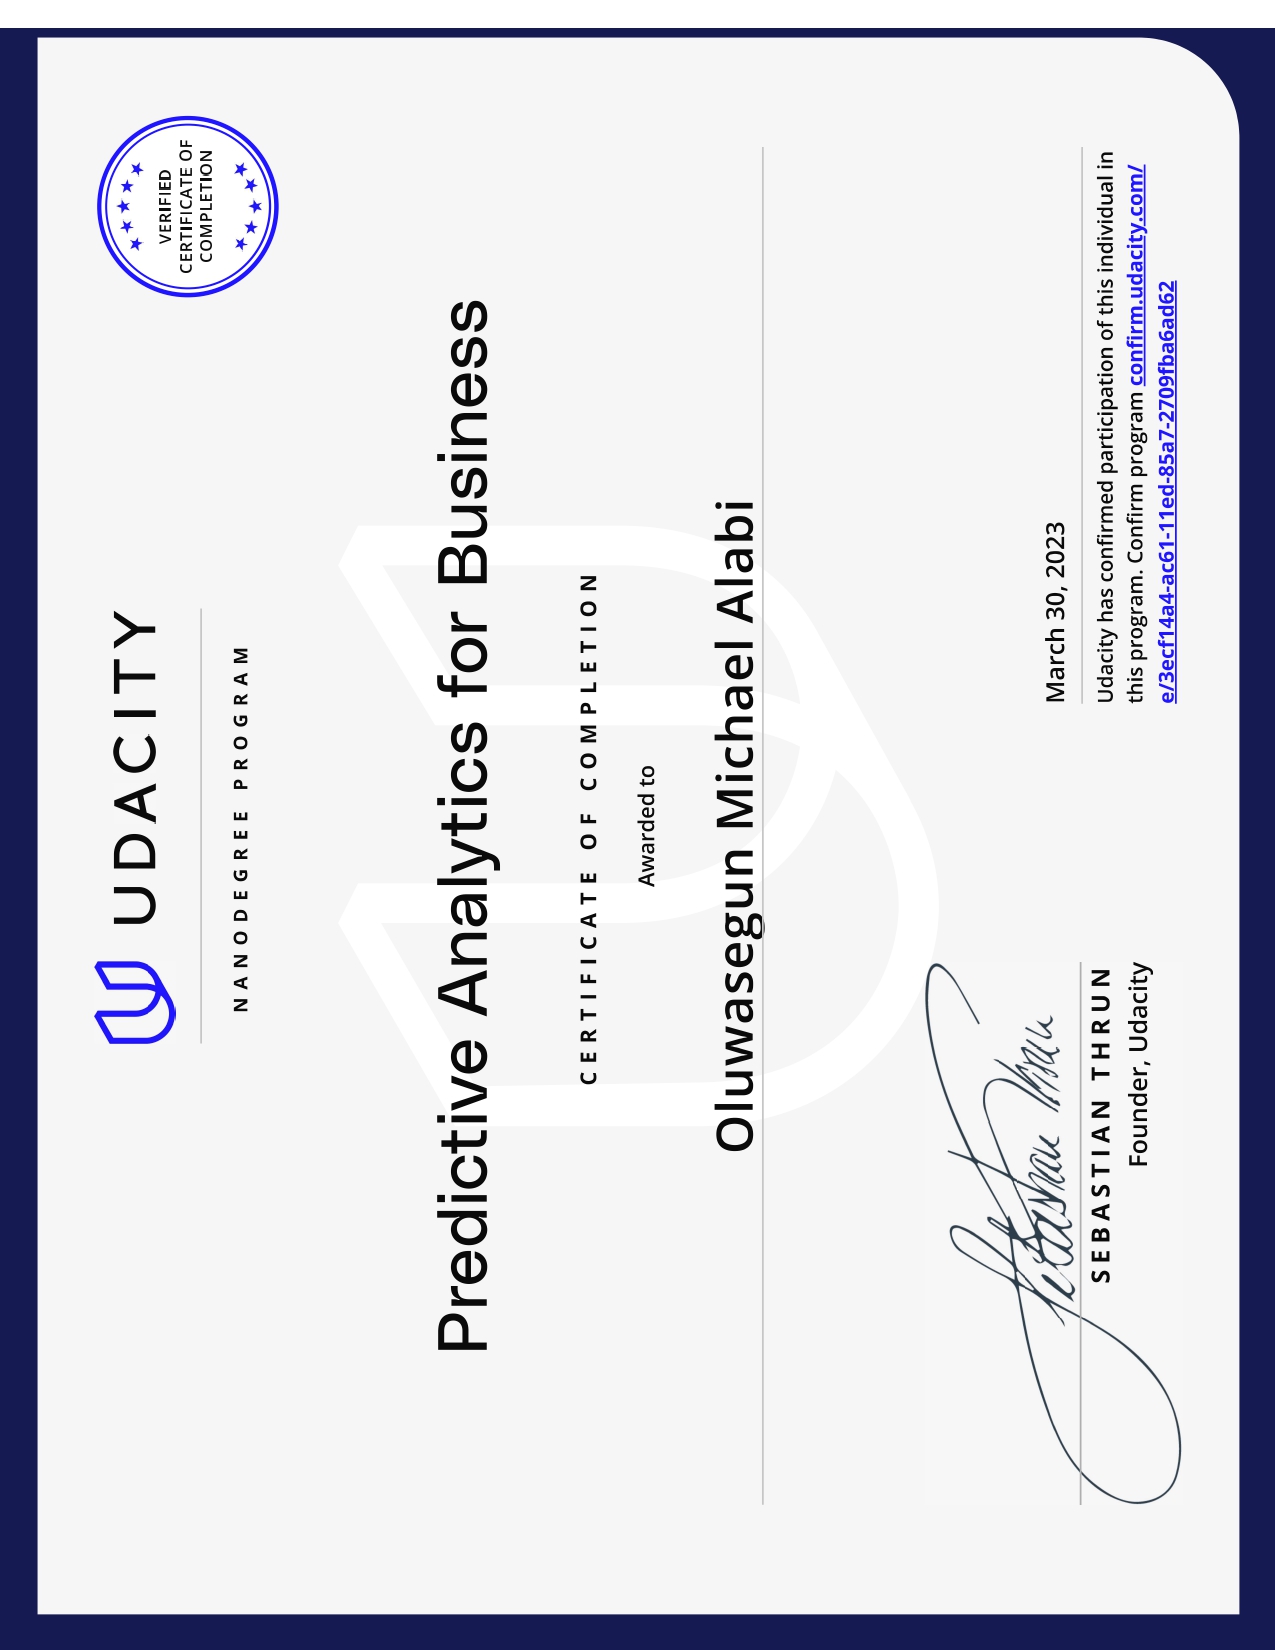 UDACITY
NANODEGREE PROGRAM
VERIFIED
CERTIFICATE OF
COMPLETION
Predictive Analytics for Business
CERTIFICATE OF COMPLETION
Awarded to
Oluwasegun Michael Alabi
Sebastian Thrun
SEBASTIAN THRUN
Founder, Udacity
March 30, 2023
Udacity has confirmed participation of this individual in
this program. Confirm program confirm.udacity.com/
e/3ecf14a4-ac61-11ed-85a7-2709fba6ad62